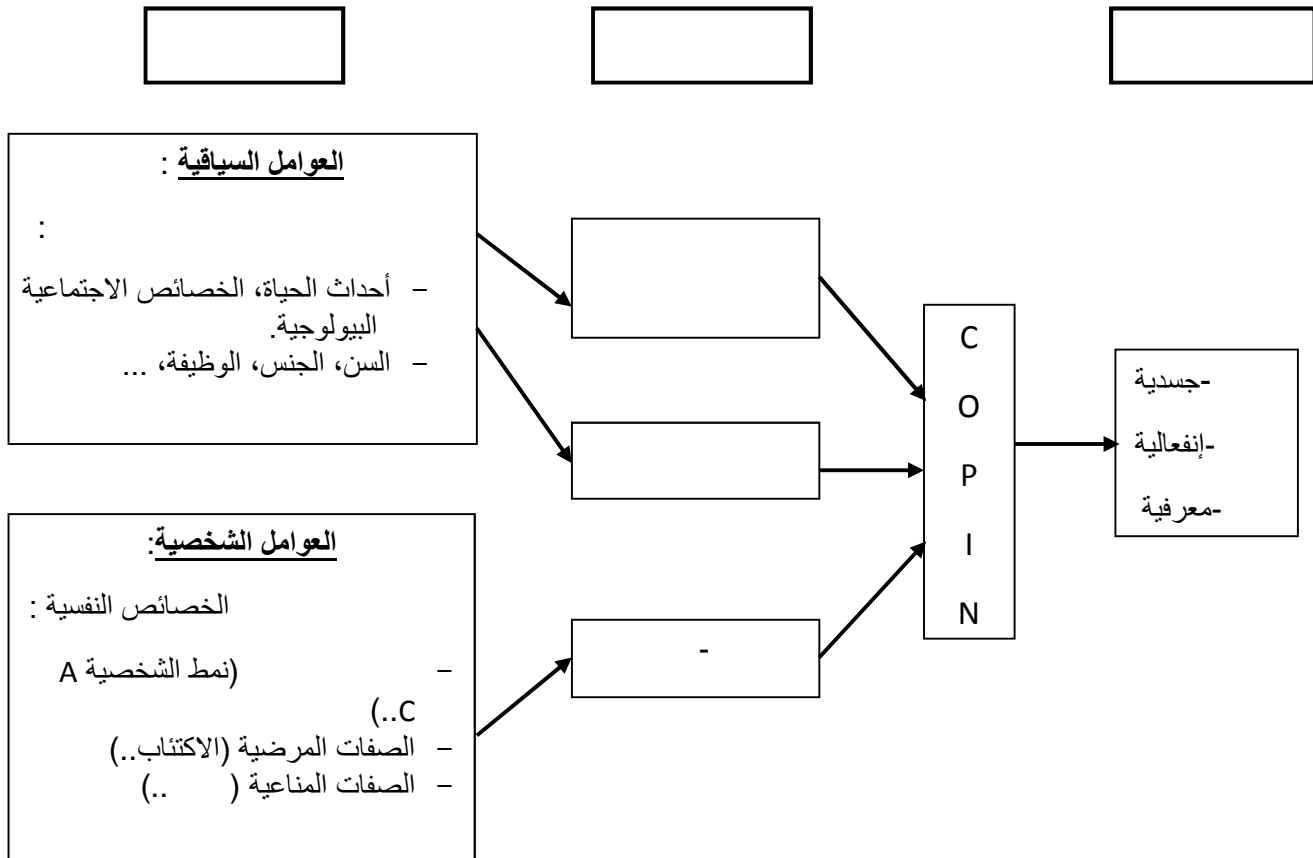 العوامل السياقية :
:
- أحداث الحياة، الخصائص الاجتماعية
البيولوجية.
- السن، الجنس، الوظيفة، ...
العوامل الشخصية:
الخصائص النفسية :
- (نمط الشخصية A
C..)
- الصفات المرضية (الاكتئاب..)
- الصفات المناعية ( ..)
-
C
O
P
I
N
-جسدية
-إنفعالية
-معرفية